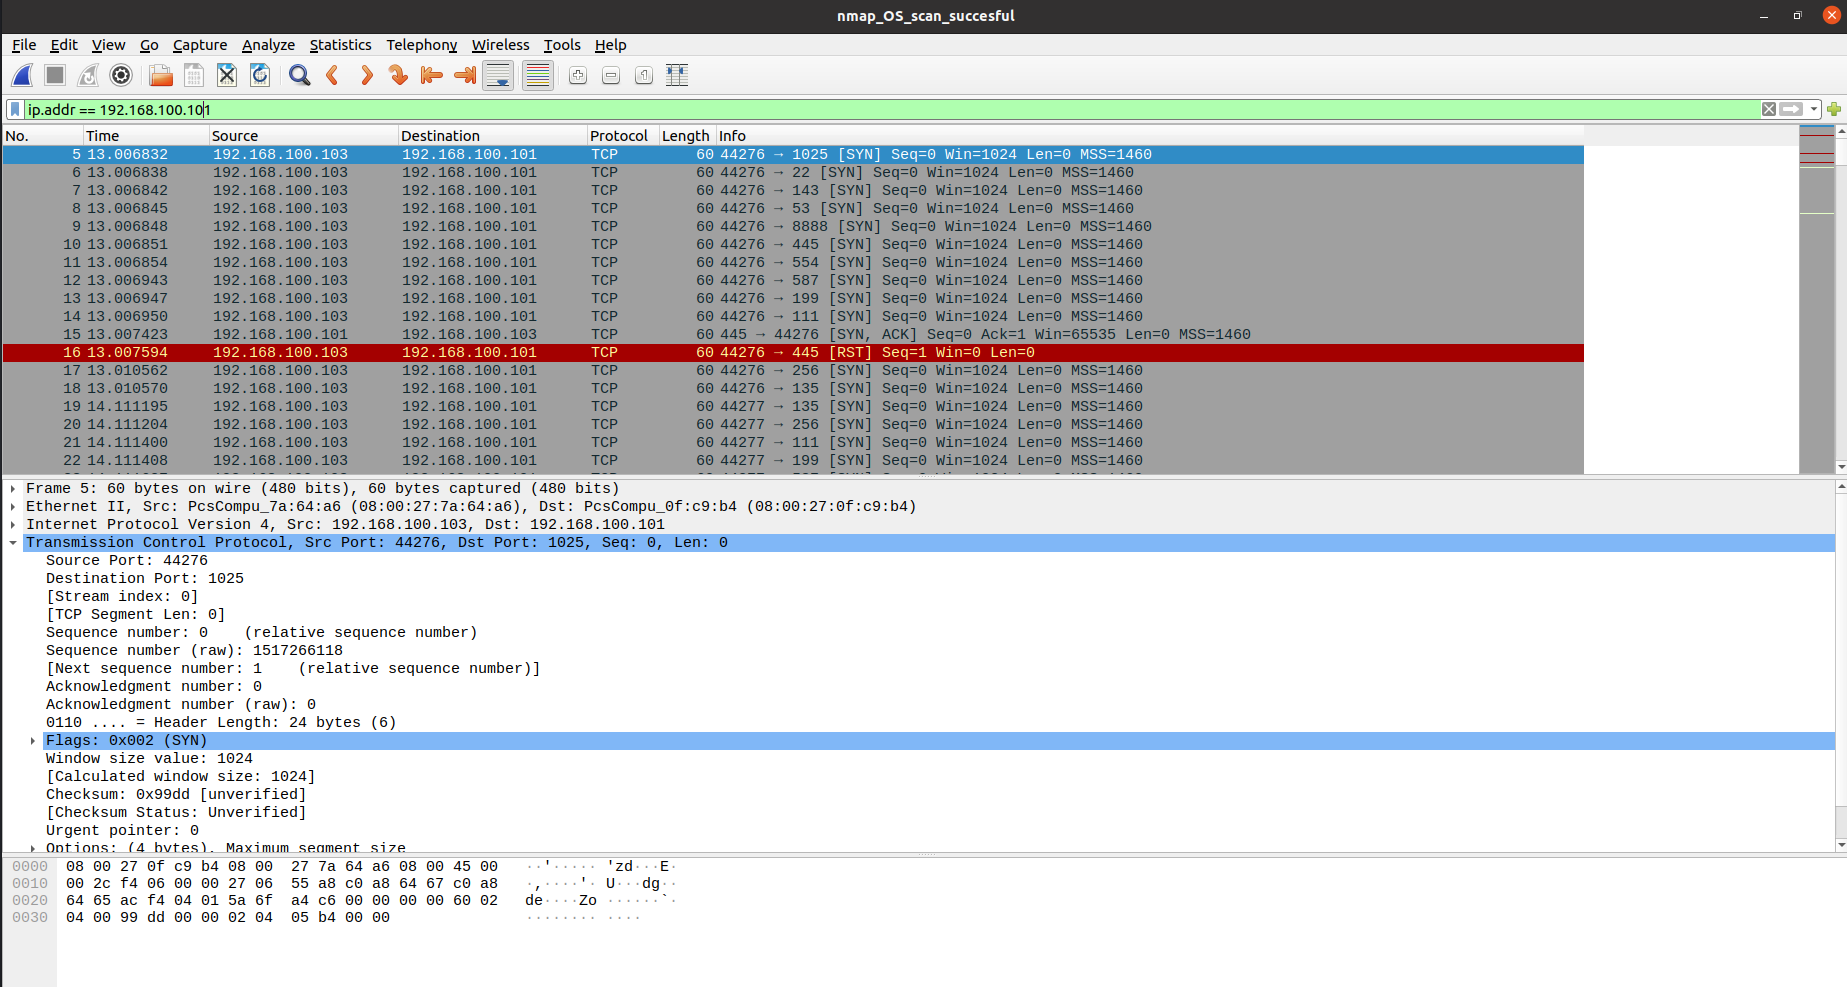 nmap_OS_scan_succesful
File Edit View Go Capture Analyze Statistics Telephony Wireless Tools Help
ip.addr == 192.168.100.101
No. Time Source Destination Protocol Length Info
5 13.006832 192.168.100.103 192.168.100.101 TCP 60 44276 → 1025 [SYN] Seq=0 Win=1024 Len=0 MSS=1460
6 13.006838 192.168.100.103 192.168.100.101 TCP 60 44276 → 22 [SYN] Seq=0 Win=1024 Len=0 MSS=1460
7 13.006842 192.168.100.103 192.168.100.101 TCP 60 44276 → 143 [SYN] Seq=0 Win=1024 Len=0 MSS=1460
8 13.006845 192.168.100.103 192.168.100.101 TCP 60 44276 → 53 [SYN] Seq=0 Win=1024 Len=0 MSS=1460
9 13.006848 192.168.100.103 192.168.100.101 TCP 60 44276 → 8888 [SYN] Seq=0 Win=1024 Len=0 MSS=1460
10 13.006851 192.168.100.103 192.168.100.101 TCP 60 44276 → 445 [SYN] Seq=0 Win=1024 Len=0 MSS=1460
11 13.006854 192.168.100.103 192.168.100.101 TCP 60 44276 → 554 [SYN] Seq=0 Win=1024 Len=0 MSS=1460
12 13.006943 192.168.100.103 192.168.100.101 TCP 60 44276 → 587 [SYN] Seq=0 Win=1024 Len=0 MSS=1460
13 13.006947 192.168.100.103 192.168.100.101 TCP 60 44276 → 199 [SYN] Seq=0 Win=1024 Len=0 MSS=1460
14 13.006950 192.168.100.103 192.168.100.101 TCP 60 44276 → 111 [SYN] Seq=0 Win=1024 Len=0 MSS=1460
15 13.007423 192.168.100.101 192.168.100.103 TCP 60 445 → 44276 [SYN, ACK] Seq=0 Ack=1 Win=65535 Len=0 MSS=1460
16 13.007594 192.168.100.103 192.168.100.101 TCP 60 44276 → 445 [RST] Seq=1 Win=0 Len=0
17 13.010562 192.168.100.103 192.168.100.101 TCP 60 44276 → 256 [SYN] Seq=0 Win=1024 Len=0 MSS=1460
18 13.010570 192.168.100.103 192.168.100.101 TCP 60 44276 → 135 [SYN] Seq=0 Win=1024 Len=0 MSS=1460
19 14.111195 192.168.100.103 192.168.100.101 TCP 60 44277 → 135 [SYN] Seq=0 Win=1024 Len=0 MSS=1460
20 14.111204 192.168.100.103 192.168.100.101 TCP 60 44277 → 256 [SYN] Seq=0 Win=1024 Len=0 MSS=1460
21 14.111400 192.168.100.103 192.168.100.101 TCP 60 44277 → 111 [SYN] Seq=0 Win=1024 Len=0 MSS=1460
22 14.111408 192.168.100.103 192.168.100.101 TCP 60 44277 → 199 [SYN] Seq=0 Win=1024 Len=0 MSS=1460
Frame 5: 60 bytes on wire (480 bits), 60 bytes captured (480 bits)
Ethernet II, Src: PcsCompu_7a:64:a6 (08:00:27:7a:64:a6), Dst: PcsCompu_0f:c9:b4 (08:00:27:0f:c9:b4)
Internet Protocol Version 4, Src: 192.168.100.103, Dst: 192.168.100.101
Transmission Control Protocol, Src Port: 44276, Dst Port: 1025, Seq: 0, Len: 0
Source Port: 44276
Destination Port: 1025
[Stream index: 0]
[TCP Segment Len: 0]
Sequence number: 0 (relative sequence number)
Sequence number (raw): 1517266118
[Next sequence number: 1 (relative sequence number)]
Acknowledgment number: 0
Acknowledgment number (raw): 0
0110 .... = Header Length: 24 bytes (6)
Flags: 0x002 (SYN)
Window size value: 1024
[Calculated window size: 1024]
Checksum: 0x99dd [unverified]
[Checksum Status: Unverified]
Urgent pointer: 0
Options: (4 bytes), Maximum segment size
0000 08 00 27 0f c9 b4 08 00 27 7a 64 a6 08 00 45 00 ··'····· 'zd···E·
0010 00 2c f4 06 00 00 27 06 55 a8 c0 a8 64 67 c0 a8 ·,····'· U···dg··
0020 64 65 ac f4 04 01 5a 6f a4 c6 00 00 00 00 60 02 de····Zo ······`·
0030 04 00 99 dd 00 00 02 04 05 b4 00 00 ········ ····